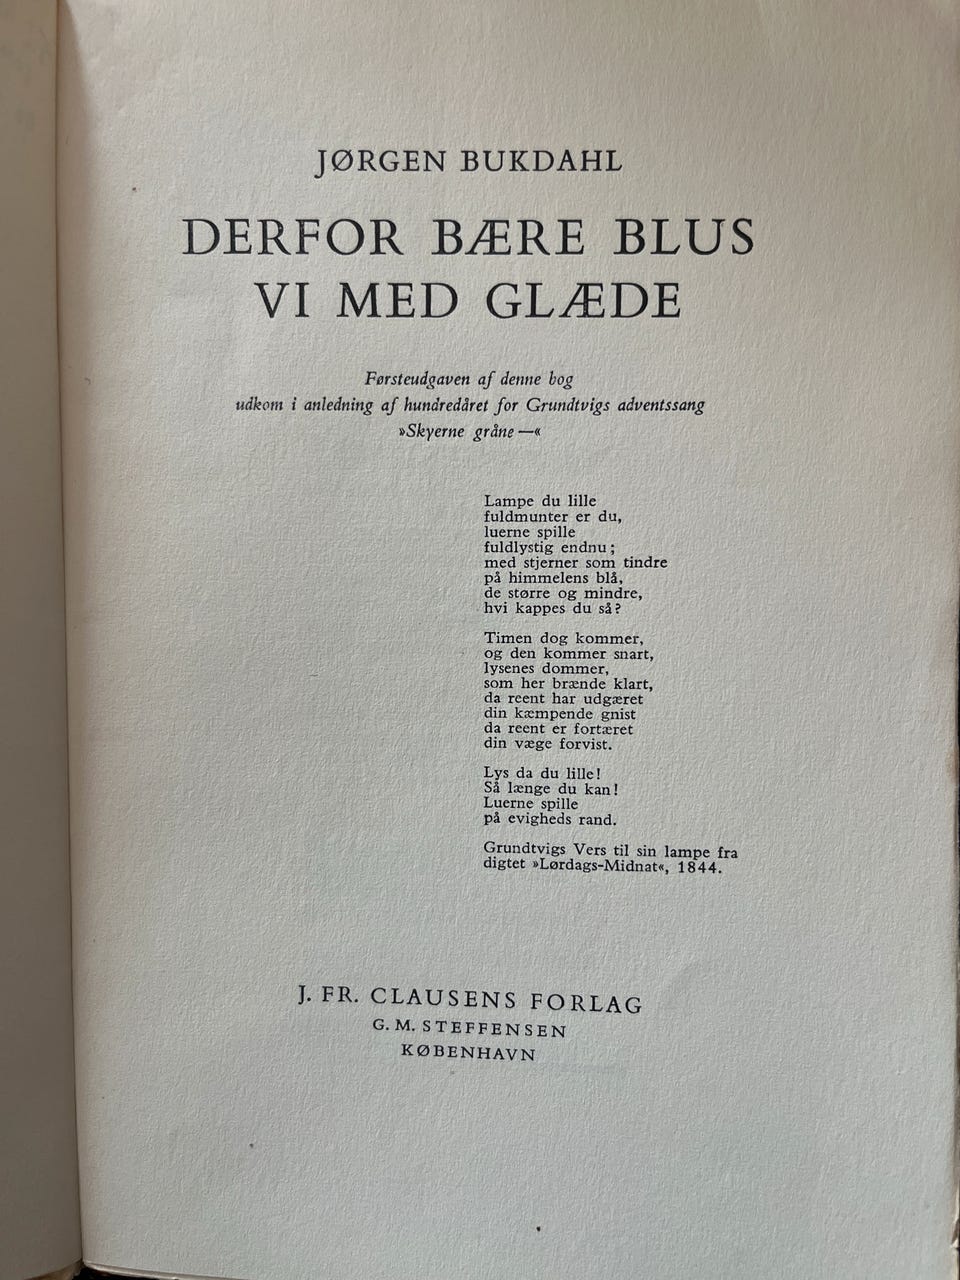 JØRGEN BUKDAHL
DERFOR BÆRE BLUS
VI MED GLÆDE
Førsteudgaven af denne bog
udkom i anledning af hundredåret for Grundtvigs adventssang
»Skyerne gråne —«
Lampe du lille
fuldmunter er du,
luerne spille
fuldlystig endnu;
med stjerner som tindre
på himmelens blå,
de større og mindre,
hvi kappes du så?
Timen dog kommer,
og den kommer snart,
lysenes dommer,
som her brænde klart,
da reent har udgæret
din kæmpende gnist
da reent er fortæret
din væge forvist.
Lys da du lille!
Så længe du kan!
Luerne spille
på evigheds rand.
Grundtvigs Vers til sin lampe fra
digtet »Lørdags-Midnat«, 1844.
J. FR. CLAUSENS FORLAG
G. M. STEFFENSEN
KØBENHAVN